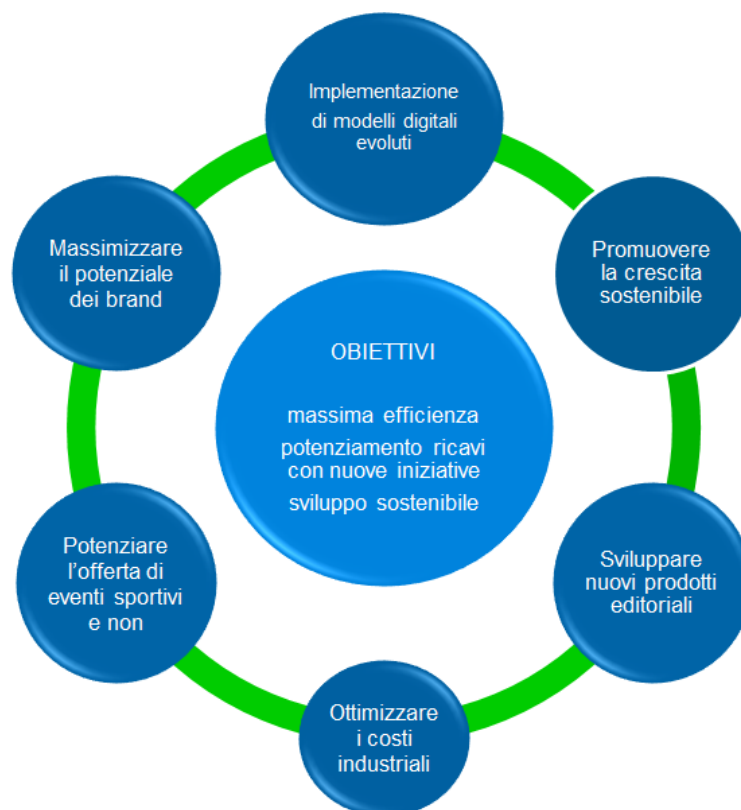 Implementazione
di modelli digitali
evoluti
Promuovere
la crescita
sostenibile
Sviluppare
nuovi prodotti
editoriali
Ottimizzare
i costi
industriali
Potenziare
l'offerta di
eventi sportivi
e non
Massimizzare
il potenziale
dei brand
OBIETTIVI
massima efficienza
potenziamento ricavi
con nuove iniziative
sviluppo sostenibile